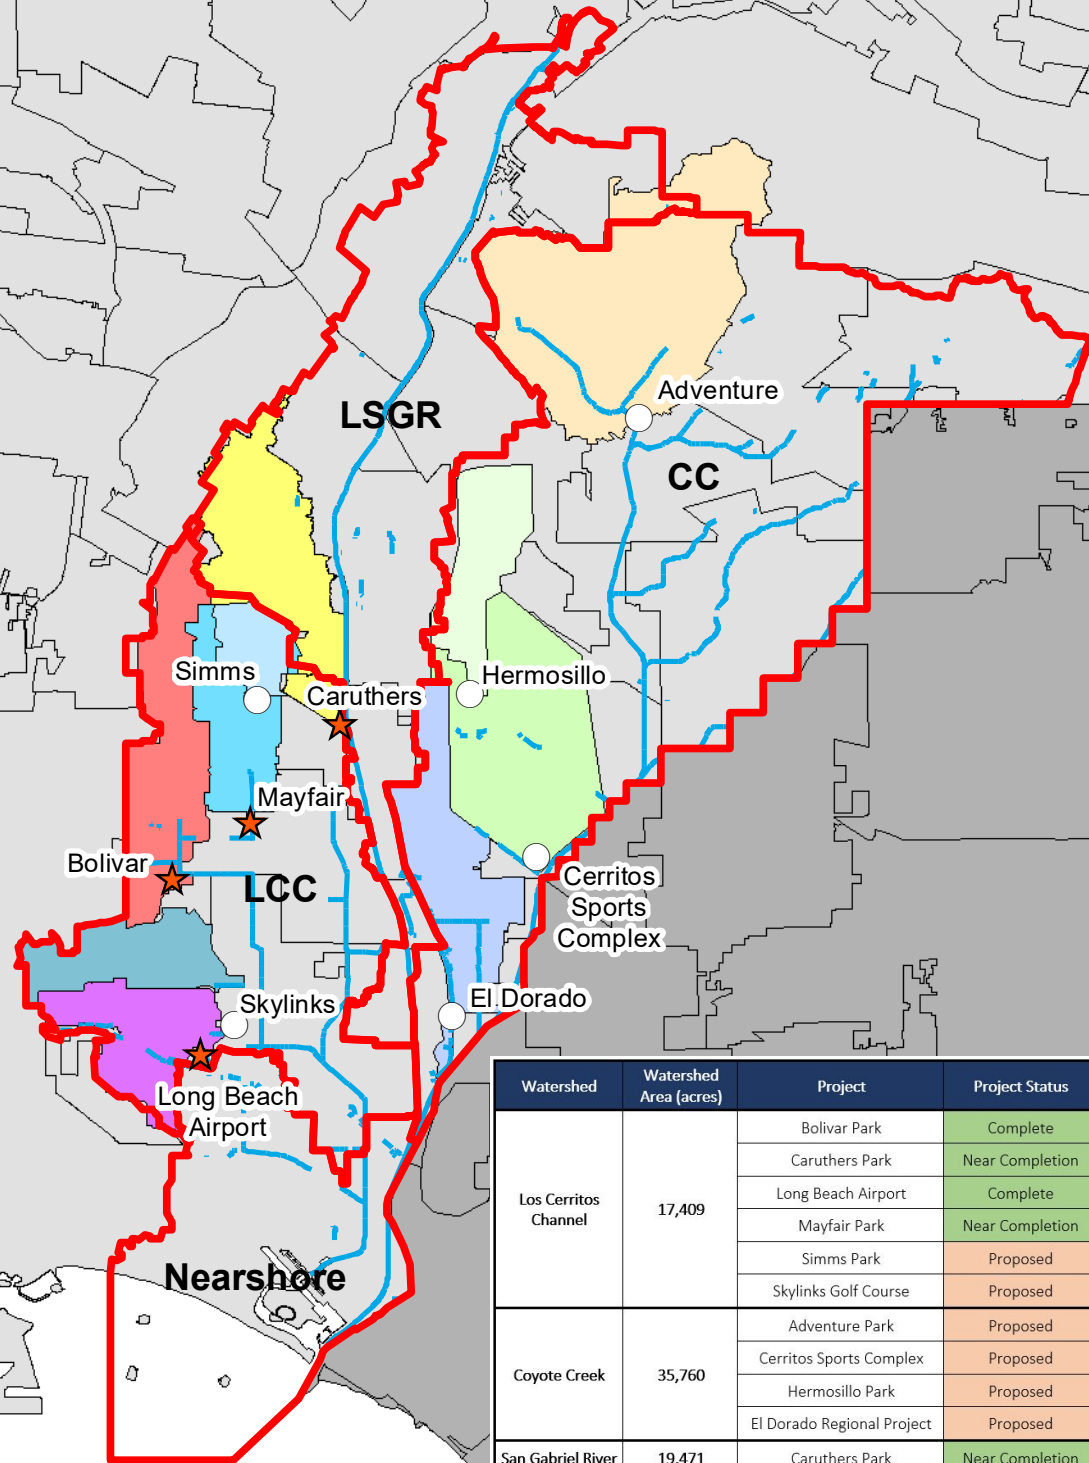 Adventure
LSGR
CC
Simms
Hermosillo
Caruthers
Mayfair
Bolivar
LCC
Cerritos
Sports
Complex
Skylinks
El Dorado
Long Beach
Airport
Nearshore
Watershed
Watershed
Area (acres)
Project
Project Status
Los Cerritos
Channel
17,409
Bolivar Park
Complete
Caruthers Park
Near Completion
Long Beach Airport
Complete
Mayfair Park
Near Completion
Simms Park
Proposed
Skylinks Golf Course
Proposed
Coyote Creek
35,760
Adventure Park
Proposed
Cerritos Sports Complex
Proposed
Hermosillo Park
Proposed
El Dorado Regional Project
Proposed
San Gabriel River
19,471
Caruthers Park
Near Completion